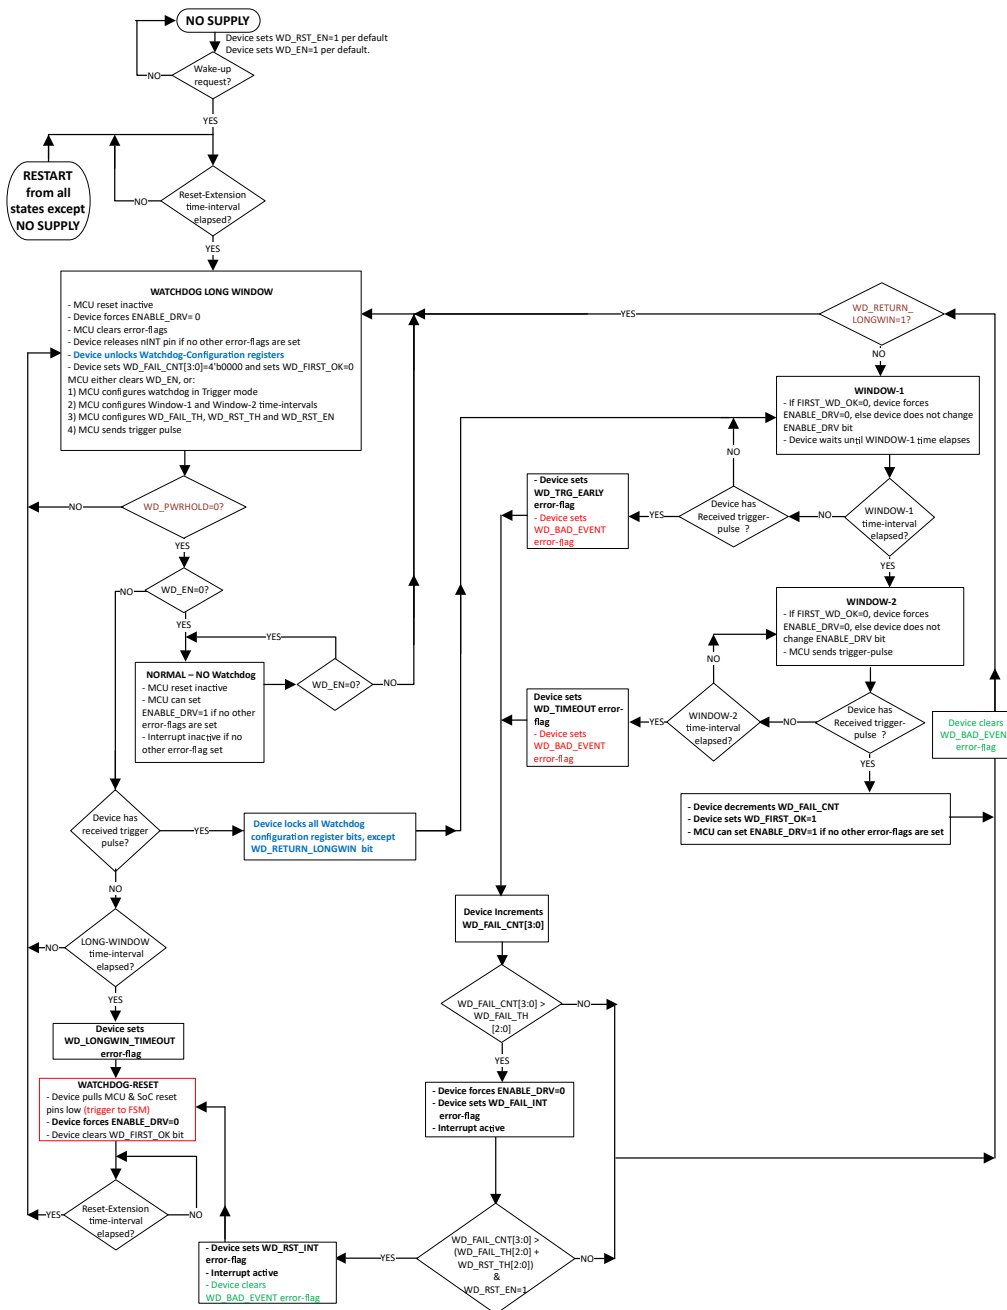 NO SUPPLY
Device sets WD_RST_EN=1 per default
Device sets WD_EN=1 per default.
Wake-up
request?
NO
YES
RESTART
from all
states except
NO SUPPLY
Reset-Extension
time-interval
elapsed?
NO
YES
WATCHDOG LONG WINDOW
- MCU reset inactive
- Device forces ENABLE_DRV= 0
- MCU clears error-flags
- Device releases nINT pin if no other error-flags are set
- Device unlocks Watchdog-Configuration registers
- Device sets WD_FAIL_CNT[3:0]=4'b0000 and sets WD_FIRST_OK=0
MCU either clears WD_EN, or:
1) MCU configures watchdog in Trigger mode
2) MCU configures Window-1 and Window-2 time-intervals
3) MCU configures WD_FAIL_TH, WD_RST_TH and WD_RST_EN
4) MCU sends trigger pulse
YES
WD_RETURN_
LONGWIN=1?
NO
WINDOW-1
- If FIRST_WD_OK=0, device forces
ENABLE_DRV=0, else device does not change
ENABLE_DRV bit
- Device waits until WINDOW-1 time elapses
NO
- Device sets
WD_TRG_EARLY
error-flag
- Device sets
WD_BAD_EVENT
error-flag
YES
Device has
Received trigger-
pulse ?
NO
WINDOW-1
time-interval
elapsed?
YES
NO
WD_PWRHOLD=0?
YES
NO
WD_EN=0?
YES
YES
NORMAL – NO Watchdog
- MCU reset inactive
- MCU can set
ENABLE_DRV=1 if no other
error-flags are set
- Interrupt inactive if no
other error-flag set
WD_EN=0?
NO
WINDOW-2
- If FIRST_WD_OK=0, device forces
ENABLE_DRV=0, else device does not
change ENABLE_DRV bit
- MCU sends trigger-pulse
NO
Device sets
WD_TIMEOUT error-
flag
- Device sets
WD_BAD_EVENT
error-flag
YES
WINDOW-2
time-interval
elapsed?
NO
Device has
Received trigger-
pulse ?
YES
Device clears
WD_BAD_EVENT
error-flag
- Device decrements WD_FAIL_CNT
- Device sets WD_FIRST_OK=1
- MCU can set ENABLE_DRV=1 if no other error-flags are set
Device has
received trigger
pulse?
YES
Device locks all Watchdog
configuration register bits, except
WD_RETURN_LONGWIN bit
NO
NO
LONG-WINDOW
time-interval
elapsed?
YES
Device sets
WD_LONGWIN_TIMEOUT
error-flag
Device Increments
WD_FAIL_CNT[3:0]
WD_FAIL_CNT[3:0] >
WD_FAIL_TH
[2:0]
NO
YES
- Device forces ENABLE_DRV=0
- Device sets WD_FAIL_INT
error-flag
- Interrupt active
WATCHDOG-RESET
- Device pulls MCU & SoC reset
pins low (trigger to FSM)
- Device forces ENABLE_DRV=0
- Device clears WD_FIRST_OK bit
YES
Reset-Extension
time-interval
elapsed?
NO
- Device sets WD_RST_INT
error-flag
- Interrupt active
- Device clears
WD_BAD_EVENT error-flag
YES
WD_FAIL_CNT[3:0] >
(WD_FAIL_TH[2:0] +
WD_RST_TH[2:0])
&
WD_RST_EN=1
NO